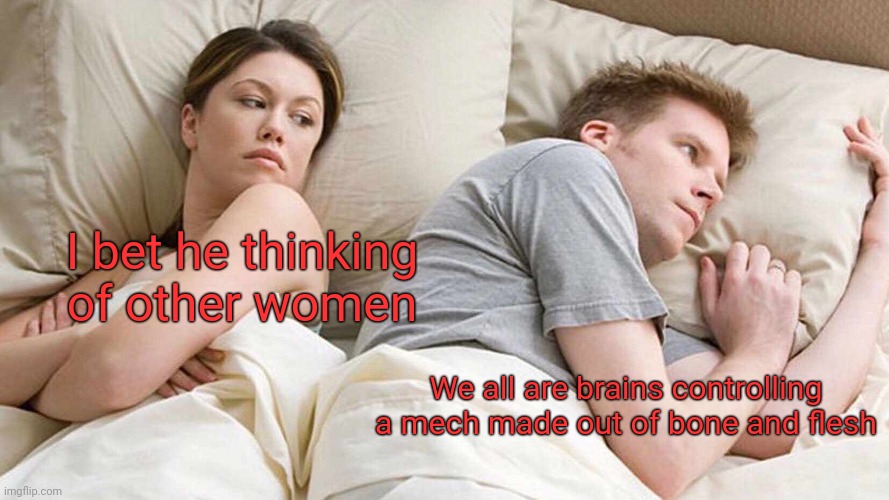 I bet he thinking
of other women
We all are brains controlling
a mech made out of bone and flesh
imgflip.com